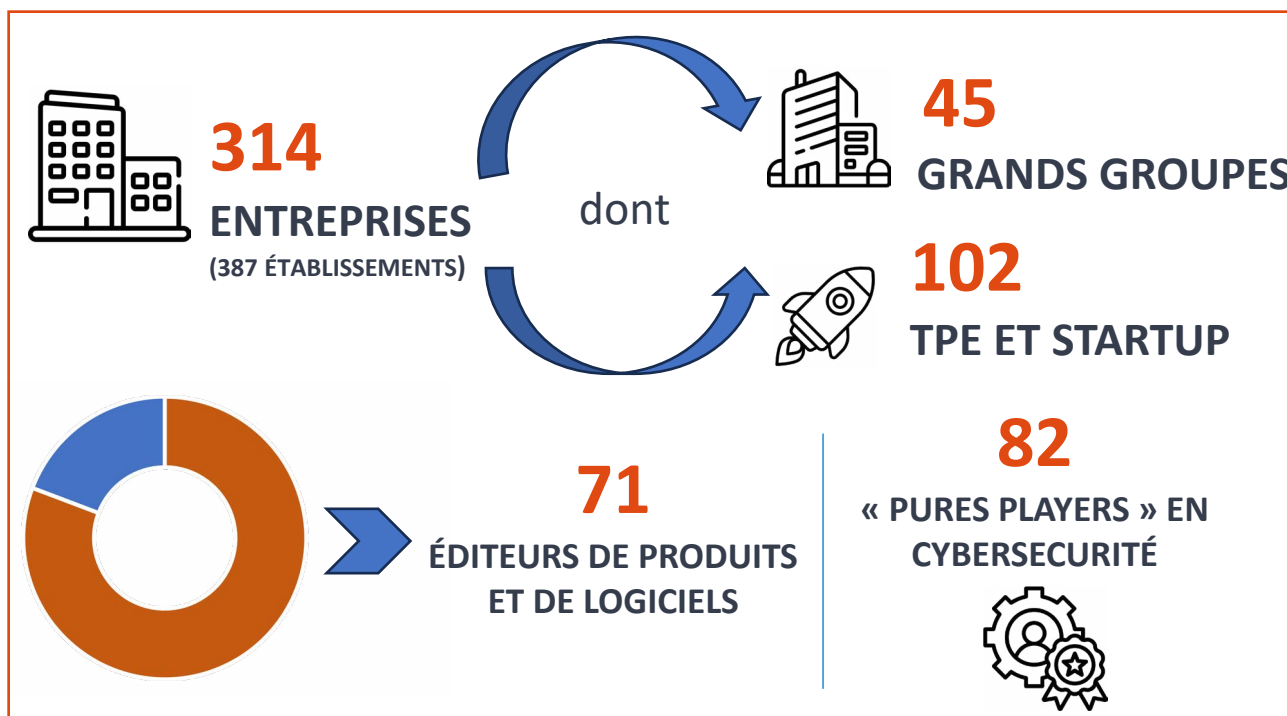 314
ENTREPRISES
(387 ÉTABLISSEMENTS)
dont
45
GRANDS GROUPES
102
TPE ET STARTUP
71
ÉDITEURS DE PRODUITS
ET DE LOGICIELS
82
« PURES PLAYERS » EN
CYBERSECURITÉ